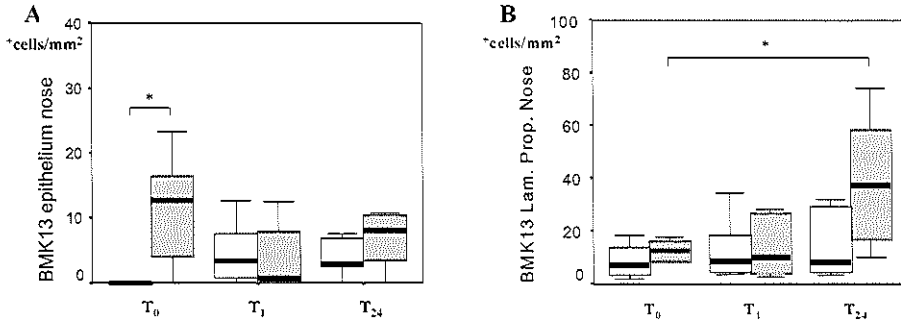 A
+cells/mm2
BMK13 epithelium nose
40
30
20
10
0
*
T0
T1
T24
B
+cells/mm2
BMK13 Lam. Prop. Nose
100
80
60
40
20
0
*
T0
T1
T24